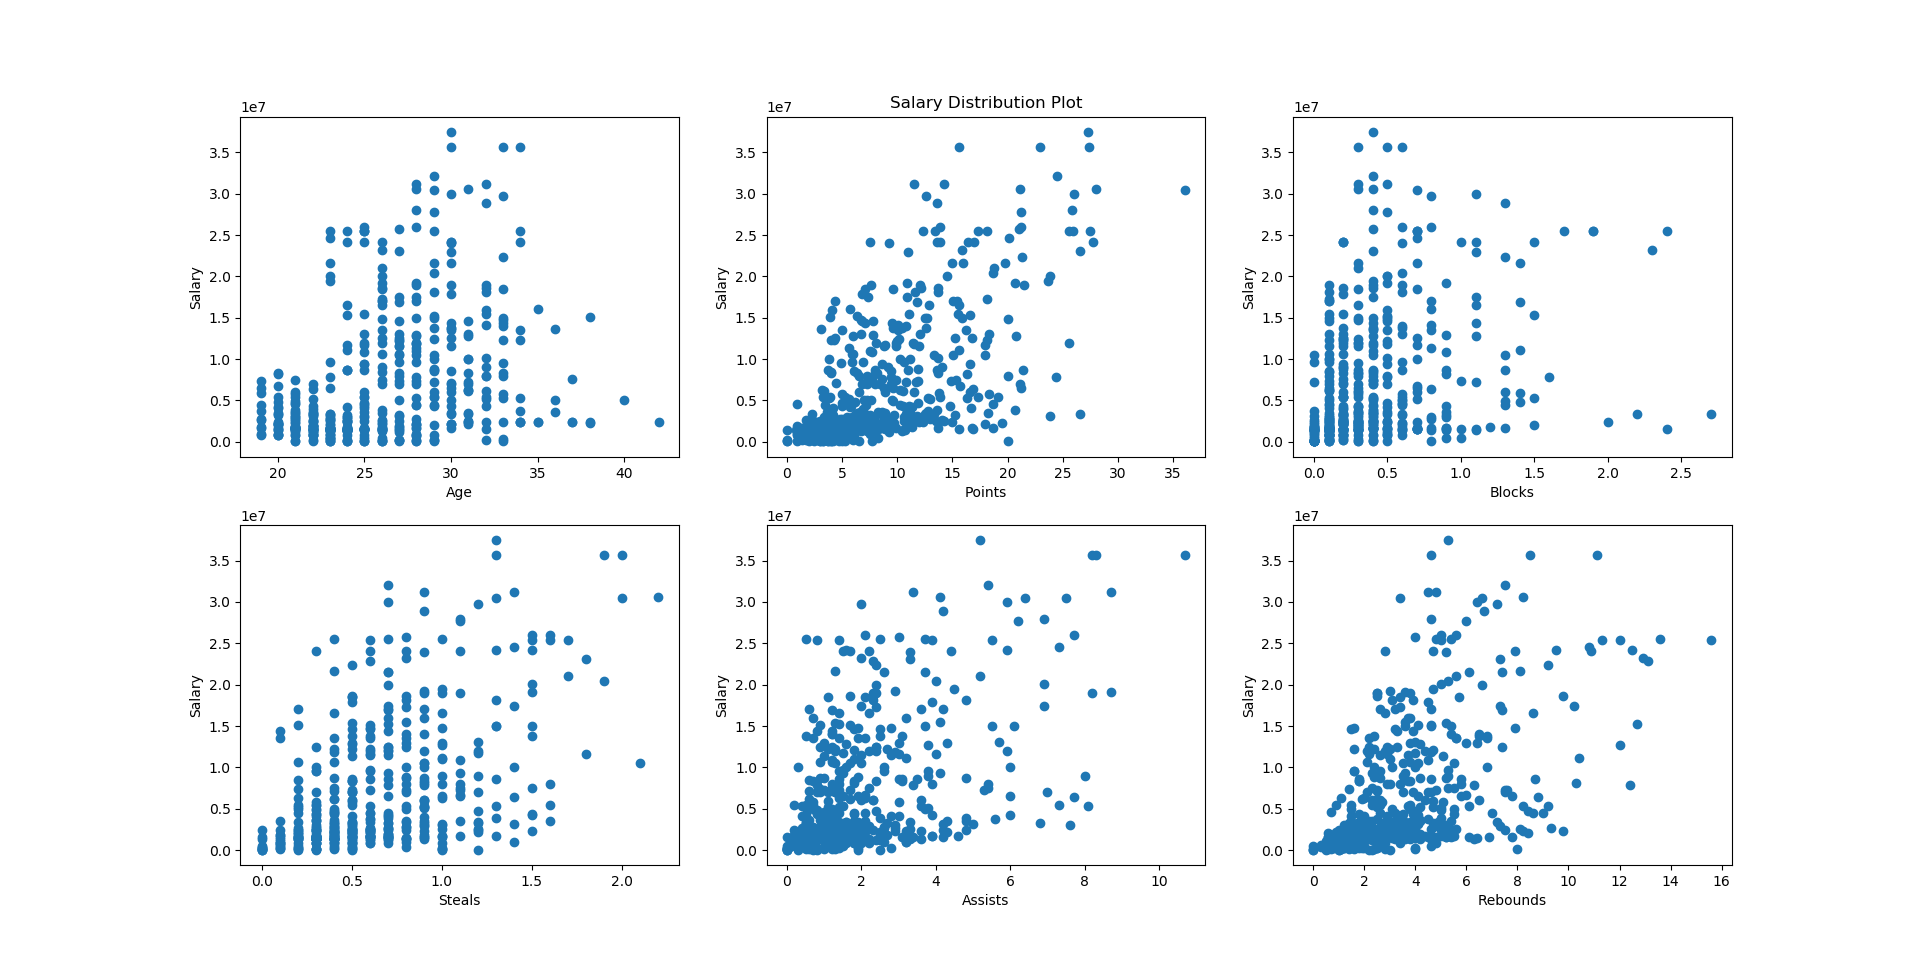 Salary Distribution Plot
1e7 1e7 1e7
3.5 3.5 3.5
3.0 3.0 3.0
2.5 2.5 2.5
2.0 2.0 2.0
1.5 1.5 1.5
1.0 1.0 1.0
0.5 0.5 0.5
0.0 0.0 0.0
Salary Salary Salary
20 25 30 35 40 0 5 10 15 20 25 30 35 0.0 0.5 1.0 1.5 2.0 2.5
Age Points Blocks
1e7 1e7 1e7
3.5 3.5 3.5
3.0 3.0 3.0
2.5 2.5 2.5
2.0 2.0 2.0
1.5 1.5 1.5
1.0 1.0 1.0
0.5 0.5 0.5
0.0 0.0 0.0
Salary Salary Salary
0.0 0.5 1.0 1.5 2.0 0 2 4 6 8 10 0 2 4 6 8 10 12 14 16
Steals Assists Rebounds